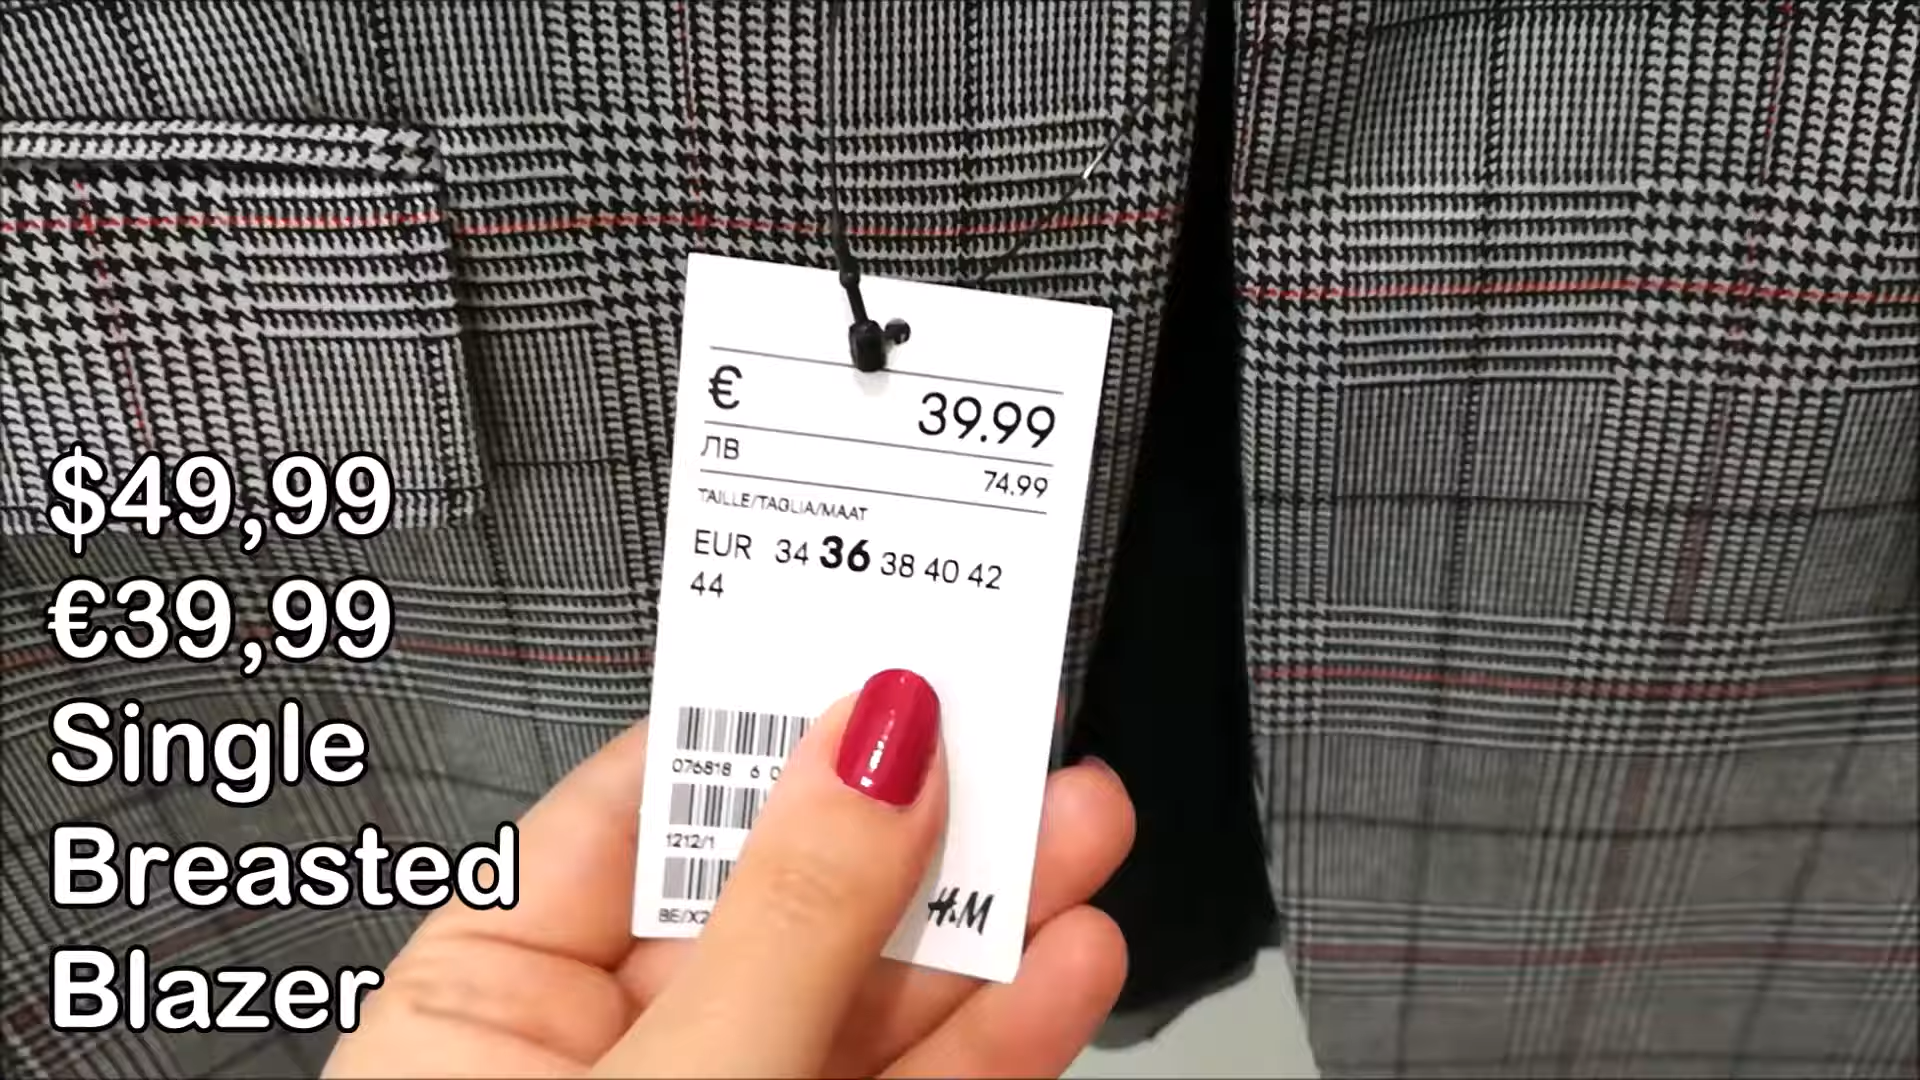 € 39.99
ЛВ 74.99
TAILLE/TAGLIA/MAAT
EUR 34 36 38 40 42
44
076818 6
1212/1
H&M
$49,99
€39,99
Single
Breasted
Blazer